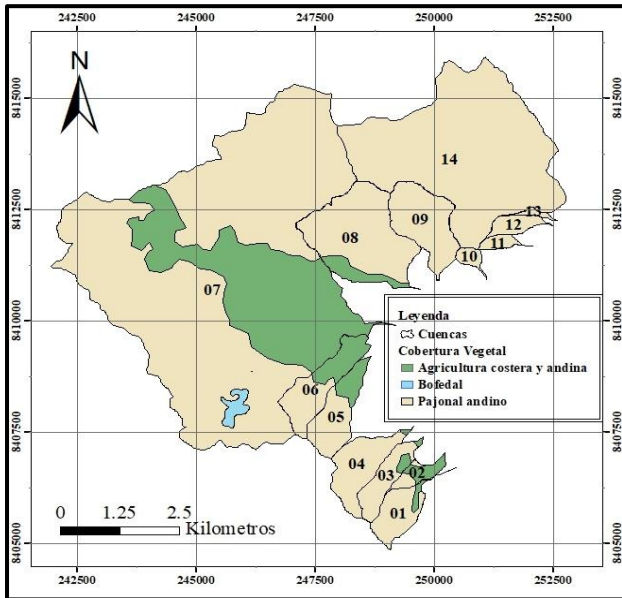 242500 245000 247500 250000 252500
N
8415000 8415000
14
8412500 8412500
13
12
09
08
11
10
07
8410000 8410000
Leyenda
Cuencas
Cobertura Vegetal
Agricultura costera y andina
Bofedal
Pajonal andino
06
05
8407500 8407500
04
03
02
01
0 1.25 2.5
Kilometros
8405000 8405000
242500 245000 247500 250000 252500